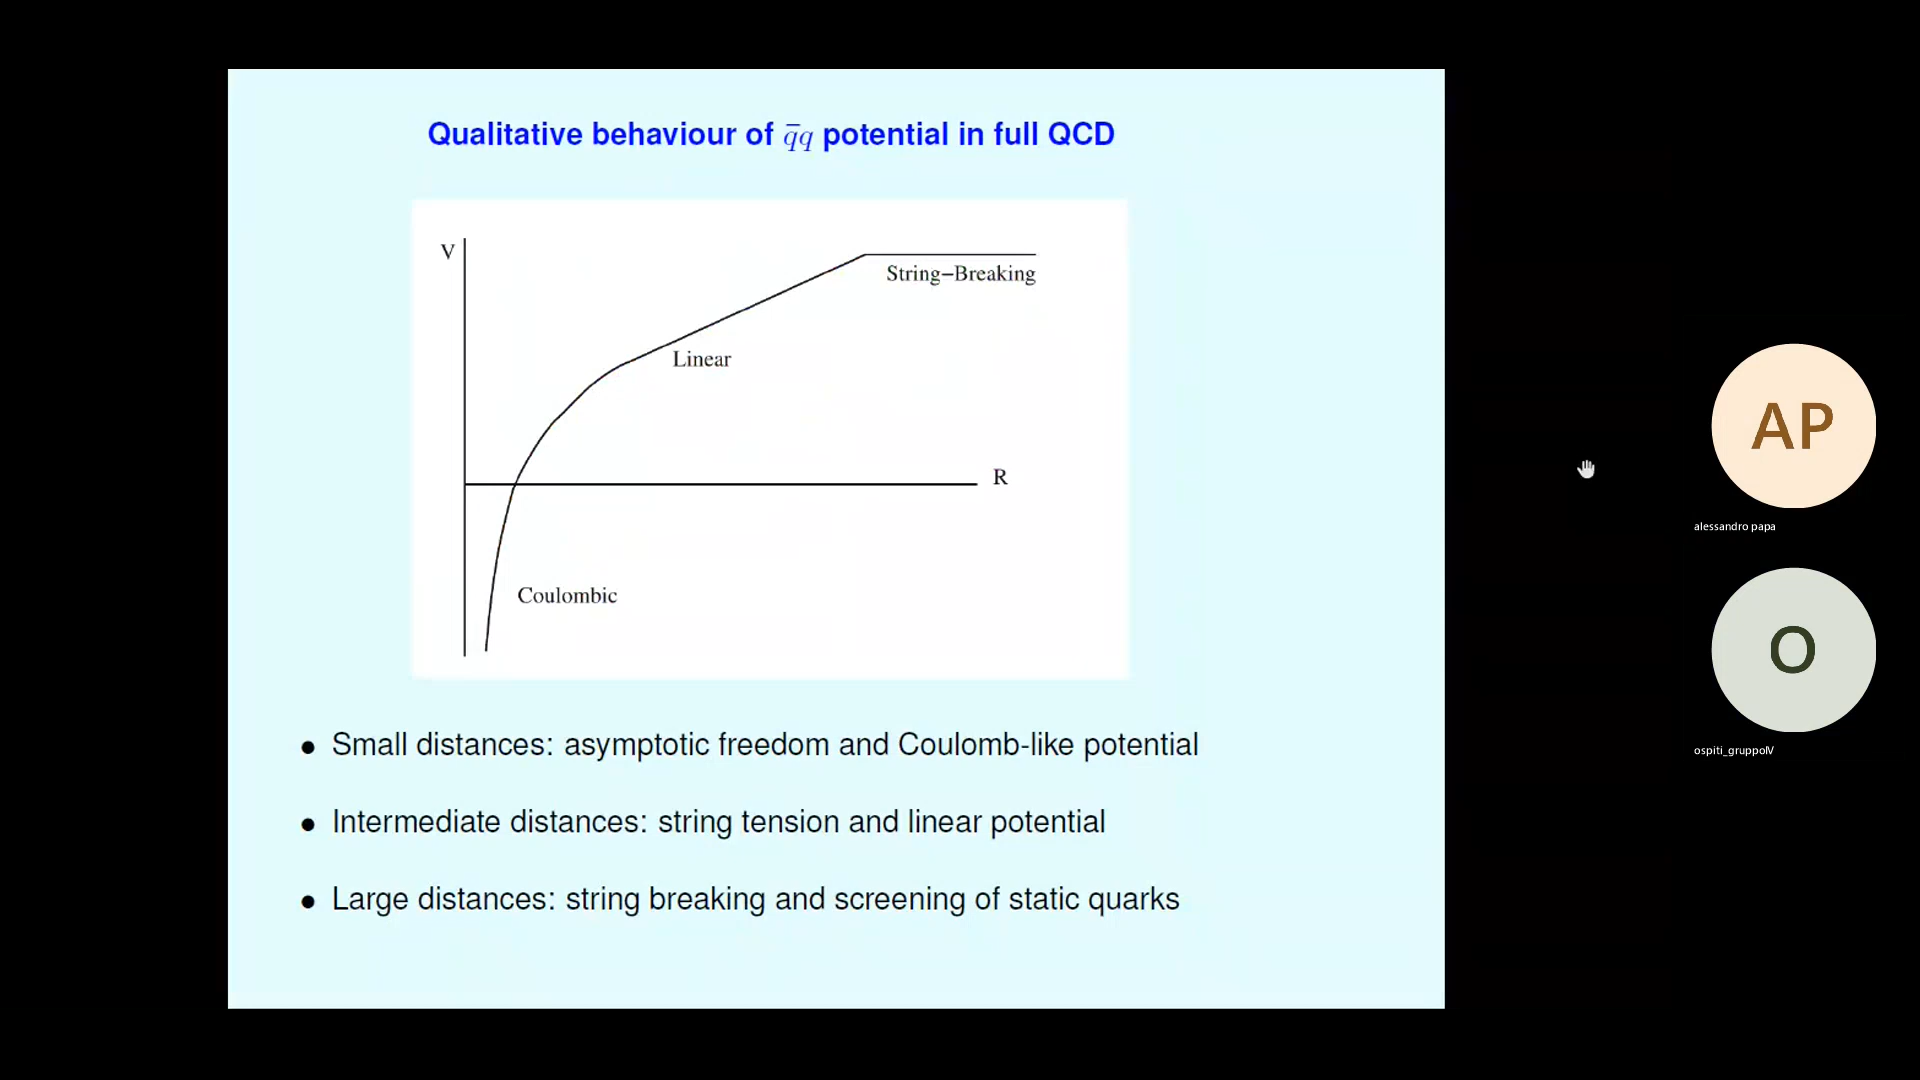 Qualitative behaviour of q̄q potential in full QCD
V
String−Breaking
Linear
R
Coulombic
● Small distances: asymptotic freedom and Coulomb-like potential
● Intermediate distances: string tension and linear potential
● Large distances: string breaking and screening of static quarks
AP
alessandro papa
O
ospiti_gruppoIV